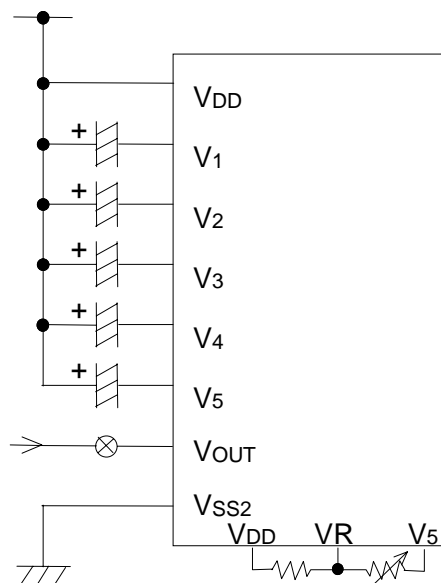 VDD
+ V1
+ V2
+ V3
+ V4
+ V5
VOUT
VSS2
VDD VR V5